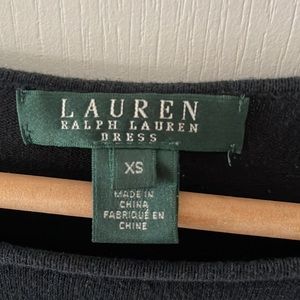 LAUREN
RALPH LAUREN
DRESS
XS
MADE IN
CHINA
FABRIQUÉ EN
CHINE